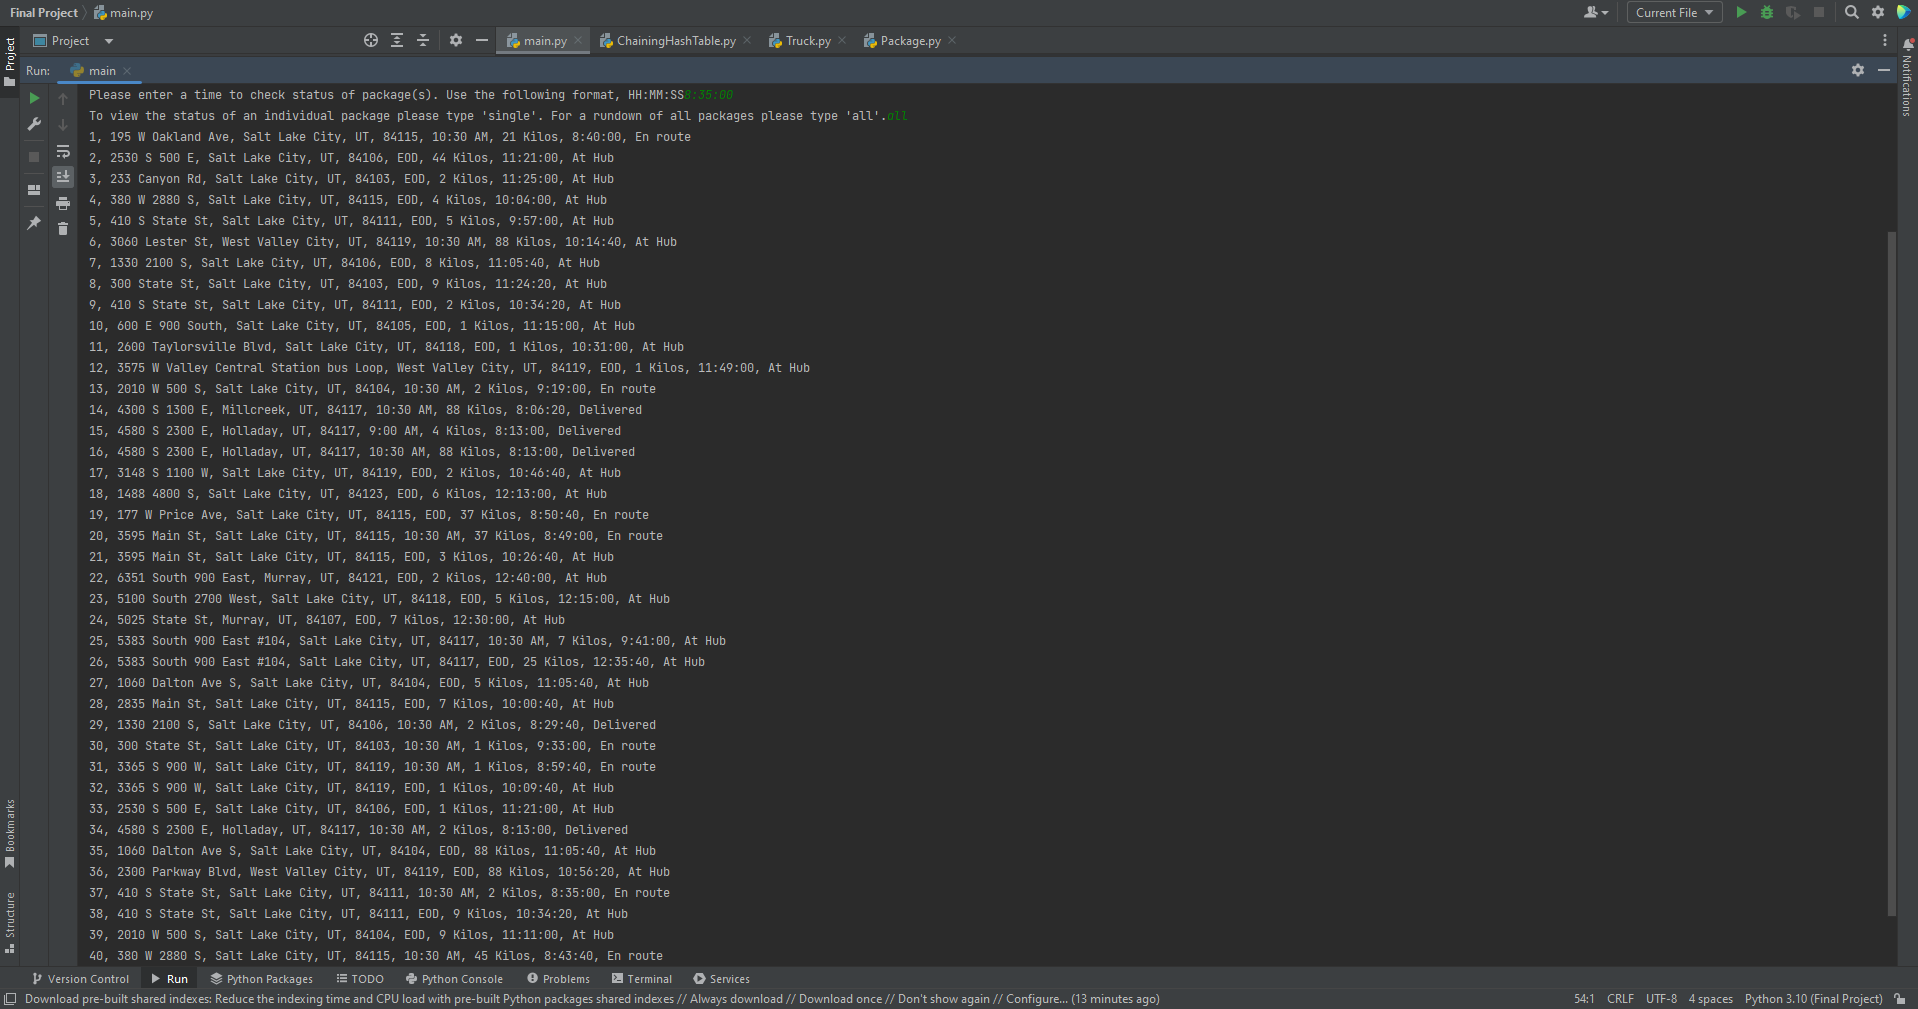 Final Project main.py Current File
Project main.py ChainingHashTable.py Truck.py Package.py
Run: main
Project
Notifications
Bookmarks
Structure
Please enter a time to check status of package(s). Use the following format, HH:MM:SS8:35:00
To view the status of an individual package please type 'single'. For a rundown of all packages please type 'all'.all
1, 195 W Oakland Ave, Salt Lake City, UT, 84115, 10:30 AM, 21 Kilos, 8:40:00, En route
2, 2530 S 500 E, Salt Lake City, UT, 84106, EOD, 44 Kilos, 11:21:00, At Hub
3, 233 Canyon Rd, Salt Lake City, UT, 84103, EOD, 2 Kilos, 11:25:00, At Hub
4, 380 W 2880 S, Salt Lake City, UT, 84115, EOD, 4 Kilos, 10:04:00, At Hub
5, 410 S State St, Salt Lake City, UT, 84111, EOD, 5 Kilos, 9:57:00, At Hub
6, 3060 Lester St, West Valley City, UT, 84119, 10:30 AM, 88 Kilos, 10:14:40, At Hub
7, 1330 2100 S, Salt Lake City, UT, 84106, EOD, 8 Kilos, 11:05:40, At Hub
8, 300 State St, Salt Lake City, UT, 84103, EOD, 9 Kilos, 11:24:20, At Hub
9, 410 S State St, Salt Lake City, UT, 84111, EOD, 2 Kilos, 10:34:20, At Hub
10, 600 E 900 South, Salt Lake City, UT, 84105, EOD, 1 Kilos, 11:15:00, At Hub
11, 2600 Taylorsville Blvd, Salt Lake City, UT, 84118, EOD, 1 Kilos, 10:31:00, At Hub
12, 3575 W Valley Central Station bus Loop, West Valley City, UT, 84119, EOD, 1 Kilos, 11:49:00, At Hub
13, 2010 W 500 S, Salt Lake City, UT, 84104, 10:30 AM, 2 Kilos, 9:19:00, En route
14, 4300 S 1300 E, Millcreek, UT, 84117, 10:30 AM, 88 Kilos, 8:06:20, Delivered
15, 4580 S 2300 E, Holladay, UT, 84117, 9:00 AM, 4 Kilos, 8:13:00, Delivered
16, 4580 S 2300 E, Holladay, UT, 84117, 10:30 AM, 88 Kilos, 8:13:00, Delivered
17, 3148 S 1100 W, Salt Lake City, UT, 84119, EOD, 2 Kilos, 10:46:40, At Hub
18, 1488 4800 S, Salt Lake City, UT, 84123, EOD, 6 Kilos, 12:13:00, At Hub
19, 177 W Price Ave, Salt Lake City, UT, 84115, EOD, 37 Kilos, 8:50:40, En route
20, 3595 Main St, Salt Lake City, UT, 84115, 10:30 AM, 37 Kilos, 8:49:00, En route
21, 3595 Main St, Salt Lake City, UT, 84115, EOD, 3 Kilos, 10:26:40, At Hub
22, 6351 South 900 East, Murray, UT, 84121, EOD, 2 Kilos, 12:40:00, At Hub
23, 5100 South 2700 West, Salt Lake City, UT, 84118, EOD, 5 Kilos, 12:15:00, At Hub
24, 5025 State St, Murray, UT, 84107, EOD, 7 Kilos, 12:30:00, At Hub
25, 5383 South 900 East #104, Salt Lake City, UT, 84117, 10:30 AM, 7 Kilos, 9:41:00, At Hub
26, 5383 South 900 East #104, Salt Lake City, UT, 84117, EOD, 25 Kilos, 12:35:40, At Hub
27, 1060 Dalton Ave S, Salt Lake City, UT, 84104, EOD, 5 Kilos, 11:05:40, At Hub
28, 2835 Main St, Salt Lake City, UT, 84115, EOD, 7 Kilos, 10:00:40, At Hub
29, 1330 2100 S, Salt Lake City, UT, 84106, 10:30 AM, 2 Kilos, 8:29:40, Delivered
30, 300 State St, Salt Lake City, UT, 84103, 10:30 AM, 1 Kilos, 9:33:00, En route
31, 3365 S 900 W, Salt Lake City, UT, 84119, 10:30 AM, 1 Kilos, 8:59:40, En route
32, 3365 S 900 W, Salt Lake City, UT, 84119, EOD, 1 Kilos, 10:09:40, At Hub
33, 2530 S 500 E, Salt Lake City, UT, 84106, EOD, 1 Kilos, 11:21:00, At Hub
34, 4580 S 2300 E, Holladay, UT, 84117, 10:30 AM, 2 Kilos, 8:13:00, Delivered
35, 1060 Dalton Ave S, Salt Lake City, UT, 84104, EOD, 88 Kilos, 11:05:40, At Hub
36, 2300 Parkway Blvd, West Valley City, UT, 84119, EOD, 88 Kilos, 10:56:20, At Hub
37, 410 S State St, Salt Lake City, UT, 84111, 10:30 AM, 2 Kilos, 8:35:00, En route
38, 410 S State St, Salt Lake City, UT, 84111, EOD, 9 Kilos, 10:34:20, At Hub
39, 2010 W 500 S, Salt Lake City, UT, 84104, EOD, 9 Kilos, 11:11:00, At Hub
40, 380 W 2880 S, Salt Lake City, UT, 84115, 10:30 AM, 45 Kilos, 8:43:40, En route
Version Control Run Python Packages TODO Python Console Problems Terminal Services
Download pre-built shared indexes: Reduce the indexing time and CPU load with pre-built Python packages shared indexes // Always download // Download once // Don't show again // Configure... (13 minutes ago) 54:1 CRLF UTF-8 4 spaces Python 3.10 (Final Project)